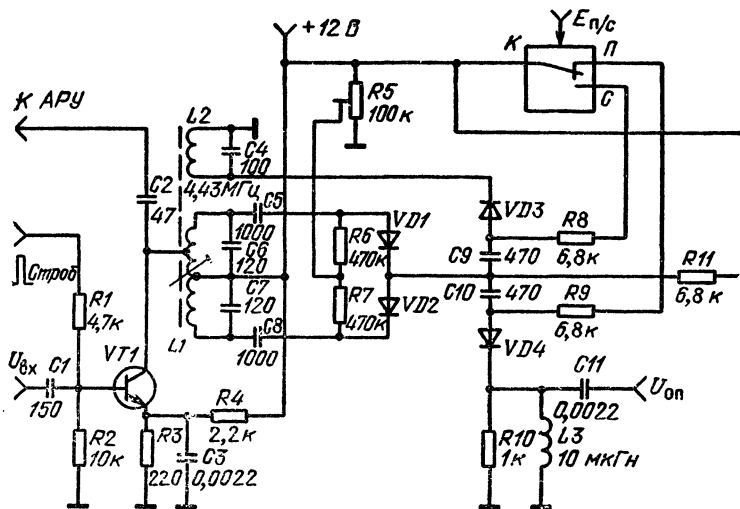 +12 В
Eп/с
К
П
С
К АРУ
L2
R5
100к
C4
100
C2
47
4,43МГц
C5
1000
VD1
VD3
R8
6,8к
Строб
C6
120
R6
470к
C9
470
R11
6,8к
C7
120
R7
470к
VD2
C10
470
R9
6,8к
R1
4,7к
L1
C8
1000
VD4
VT1
Uвх
C1
150
C11
0,0022
Uоп
R4
2,2к
R2
10к
R3
220
C3
0,0022
R10
1к
L3
10 мкГн